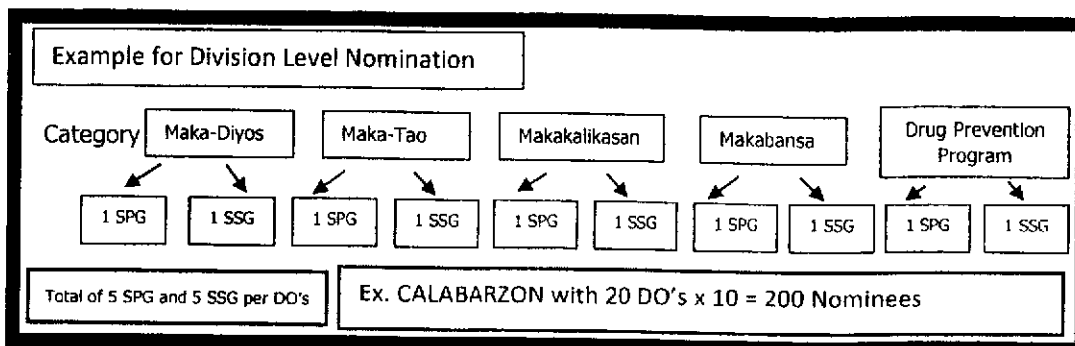 Example for Division Level Nomination
Category Maka-Diyos Maka-Tao Makakalikasan Makabansa Drug Prevention
Program
1 SPG 1 SSG 1 SPG 1 SSG 1 SPG 1 SSG 1 SPG 1 SSG 1 SPG 1 SSG
Total of 5 SPG and 5 SSG per DO's
Ex. CALABARZON with 20 DO's x 10 = 200 Nominees